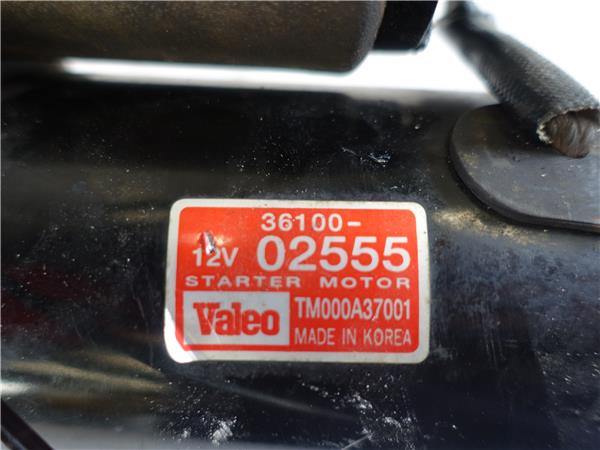 36100-
12V 02555
STARTER MOTOR
Valeo TM000A37001
MADE IN KOREA